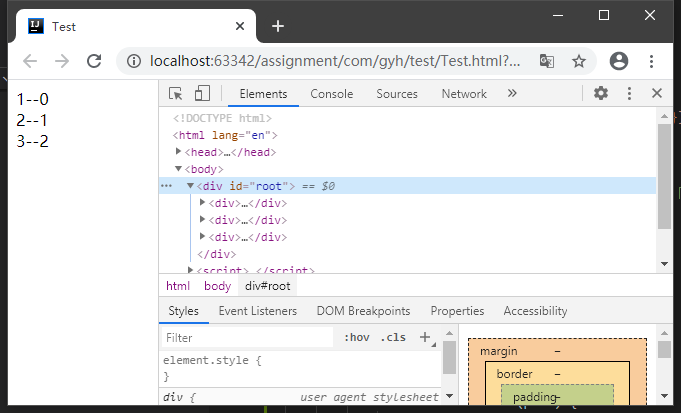 IJ Test
localhost:63342/assignment/com/gyh/test/Test.html?...
1--0
2--1
3--2
Elements Console Sources Network
<!DOCTYPE html>
<html lang="en">
<head>…</head>
<body>
<div id="root"> == $0
<div>…</div>
<div>…</div>
<div>…</div>
</div>
<script> </script>
html body div#root
Styles Event Listeners DOM Breakpoints Properties Accessibility
Filter :hov .cls
element.style {
}
div { user agent stylesheet
margin –
border –
padding-